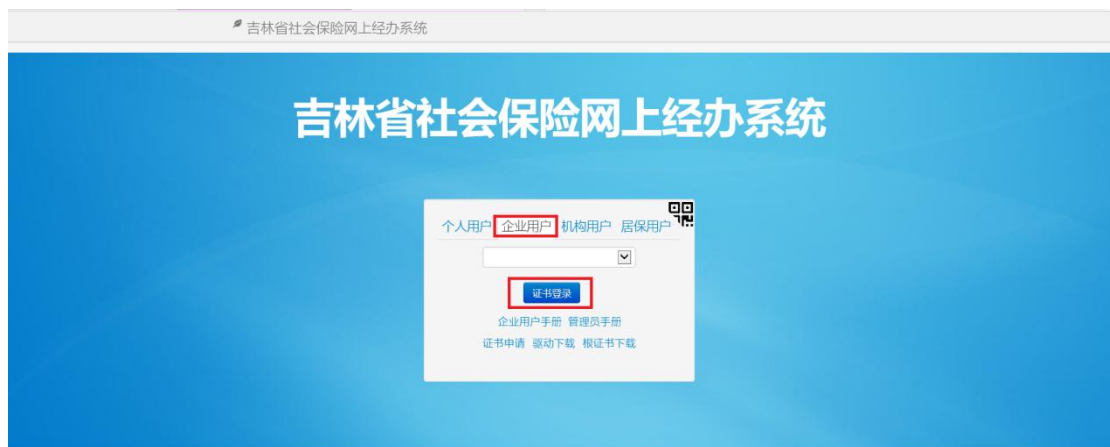 吉林省社会保险网上经办系统
吉林省社会保险网上经办系统
个人用户 企业用户 机构用户 居保用户
证书登录
企业用户手册 管理员手册
证书申请 驱动下载 根证书下载